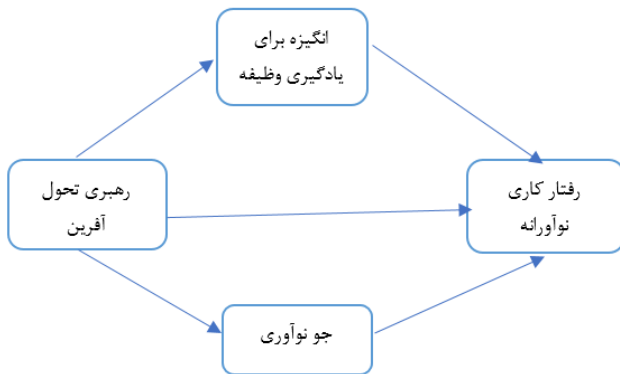 انگیزه برای
یادگیری وظیفه
رهبری تحول
آفرین
رفتار کاری
نوآورانه
جو نوآوری